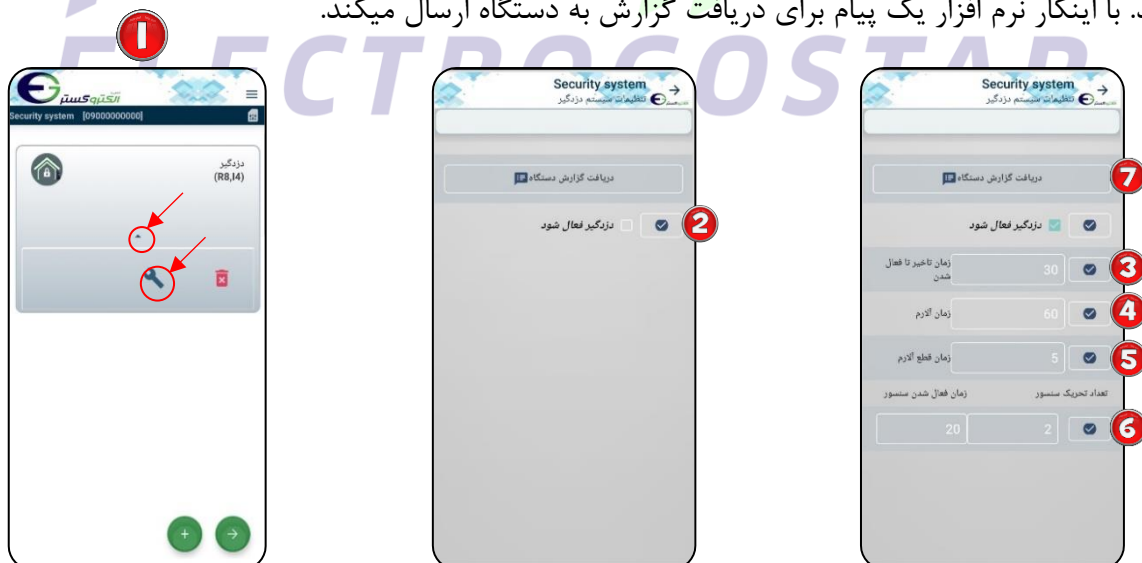 د. با اینکار نرم افزار یک پیام برای دریافت گزارش به دستگاه ارسال میکند.
ELECTROGOSTAR
1
الکتروگستر
Security system |09000000000|
دزدگیر
(R8,I4)
Security system
تنظیمات سیستم دزدگیر
دریافت گزارش دستگاه
دزدگیر فعال شود
2
Security system
تنظیمات سیستم دزدگیر
دریافت گزارش دستگاه
7
دزدگیر فعال شود
زمان تاخیر تا فعال شدن
30
3
زمان آلارم
60
4
زمان قطع آلارم
5
5
تعداد تحریک سنسور
زمان فعال شدن سنسور
2
20
6